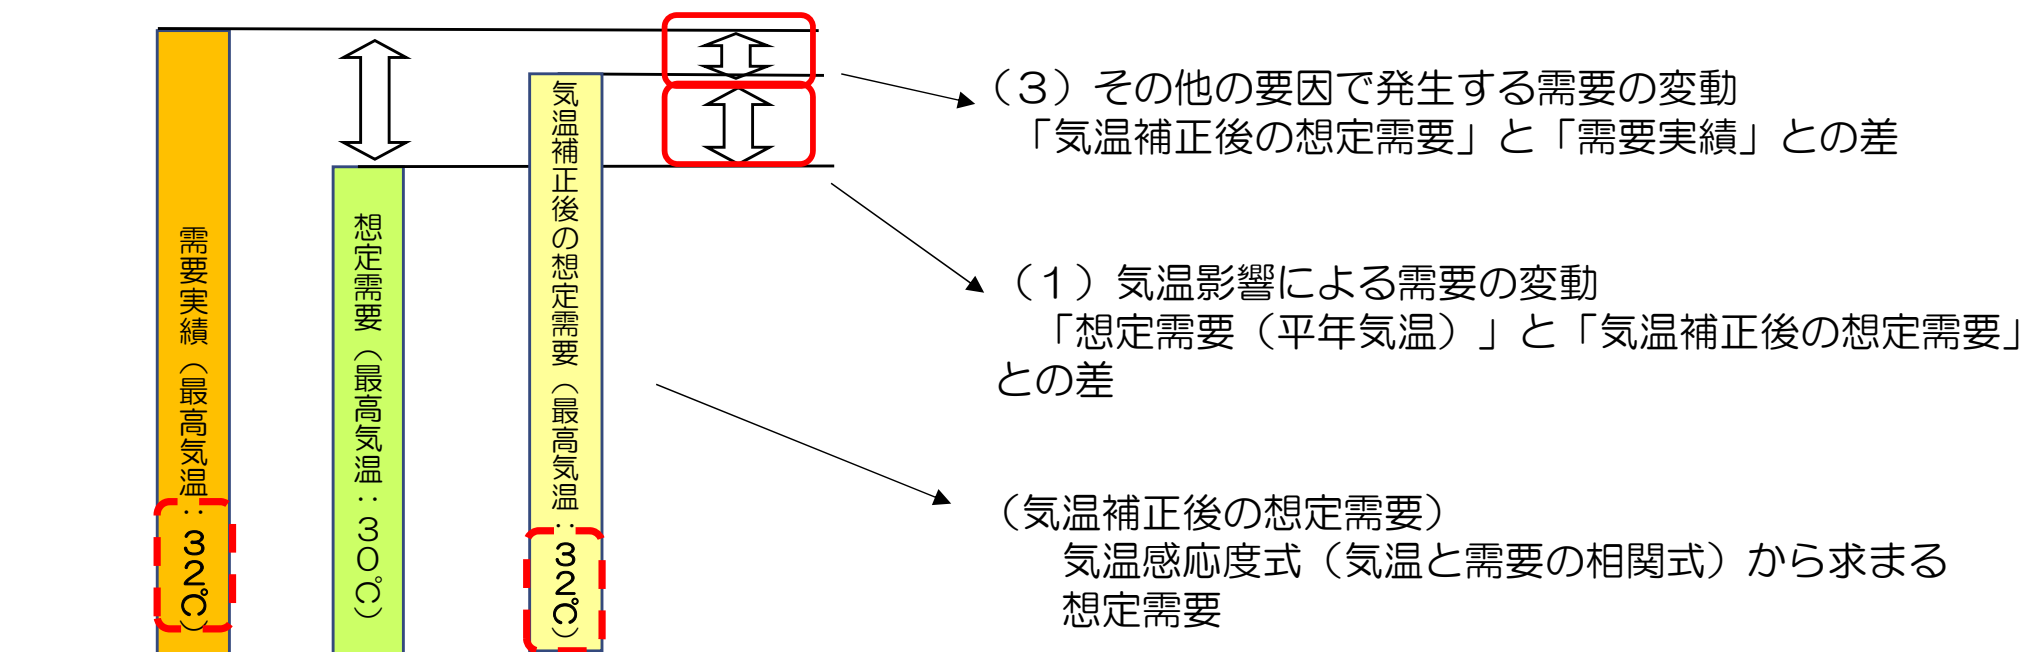 需要実績（最高気温：３２℃）
想定需要（最高気温：３０℃）
気温補正後の想定需要（最高気温：３２℃）
（３）その他の要因で発生する需要の変動
「気温補正後の想定需要」と「需要実績」との差
（１）気温影響による需要の変動
「想定需要（平年気温）」と「気温補正後の想定需要」
との差
（気温補正後の想定需要）
気温感応度式（気温と需要の相関式）から求まる
想定需要